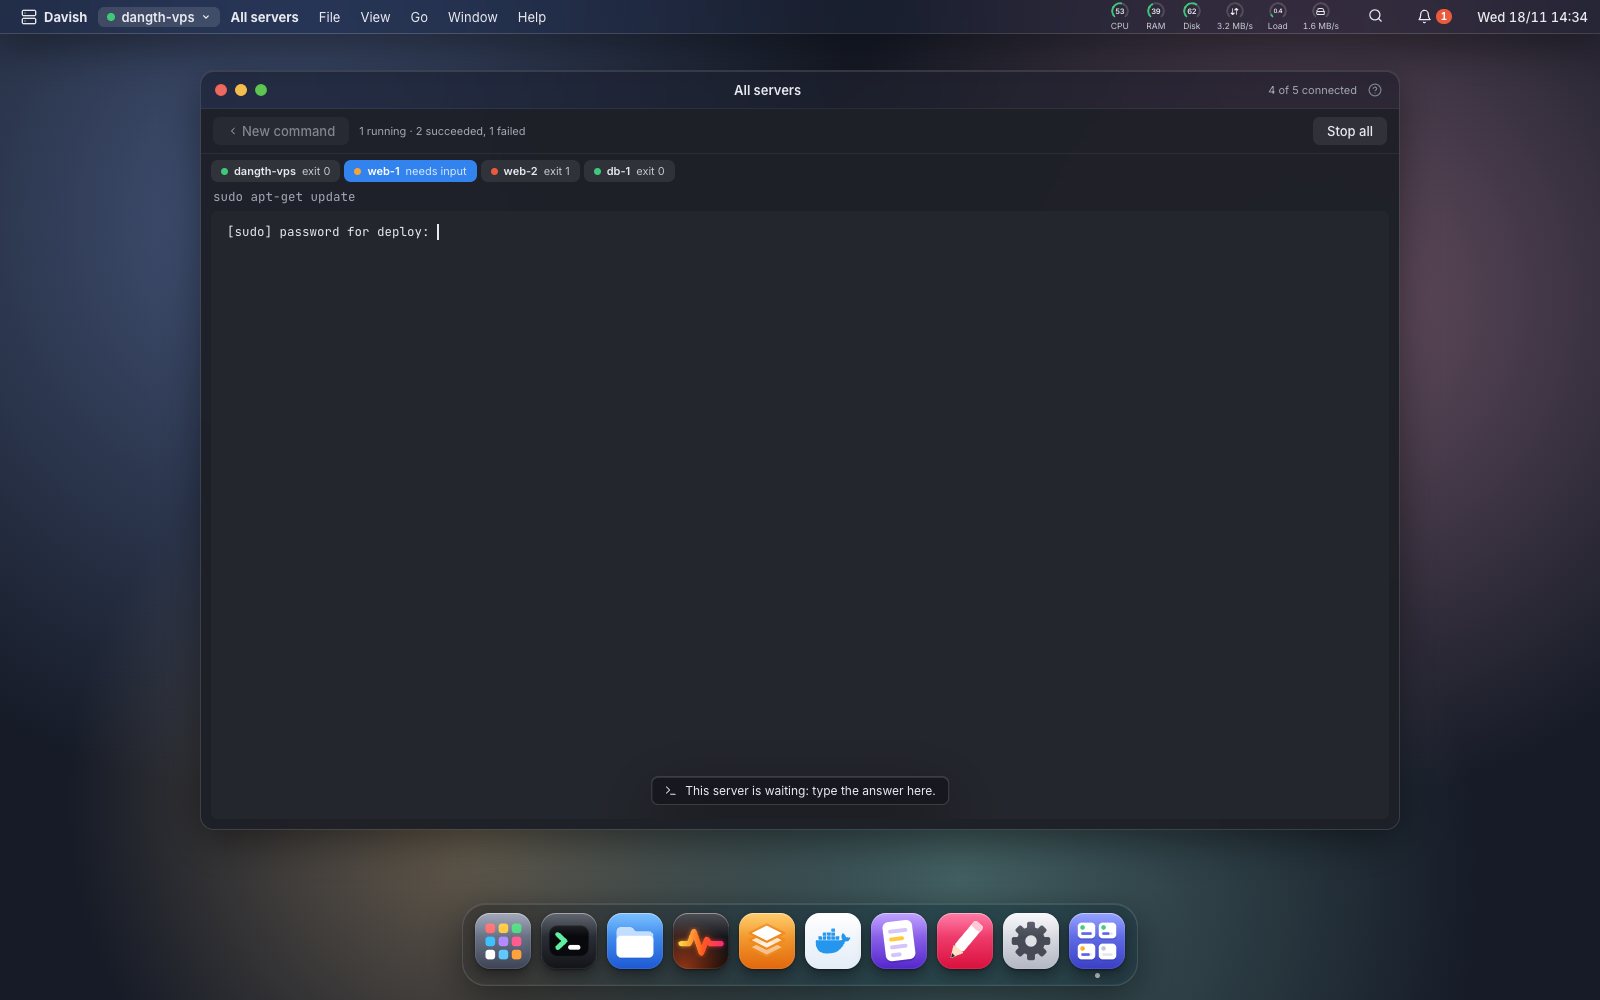 Davish dangth-vps All servers File View Go Window Help 53 CPU 39 RAM 62 Disk 3.2 MB/s 0.4 Load 1.6 MB/s 1 Wed 18/11 14:34
All servers 4 of 5 connected
New command 1 running · 2 succeeded, 1 failed Stop all
dangth-vps exit 0 web-1 needs input web-2 exit 1 db-1 exit 0
sudo apt-get update
[sudo] password for deploy:
This server is waiting: type the answer here.